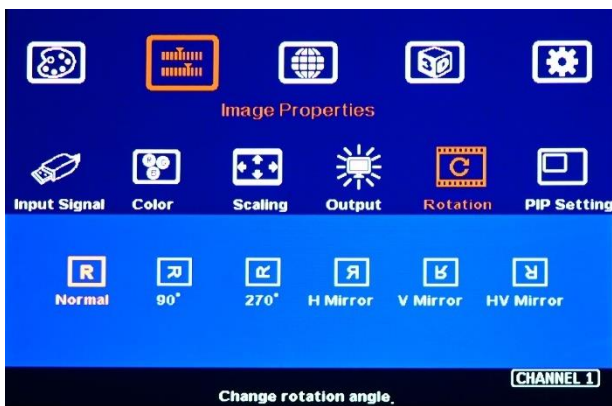 3D
Image Properties
R G B
Input Signal Color Scaling Output Rotation PIP Setting
R R R R R R
Normal 90° 270° H Mirror V Mirror HV Mirror
CHANNEL 1
Change rotation angle.